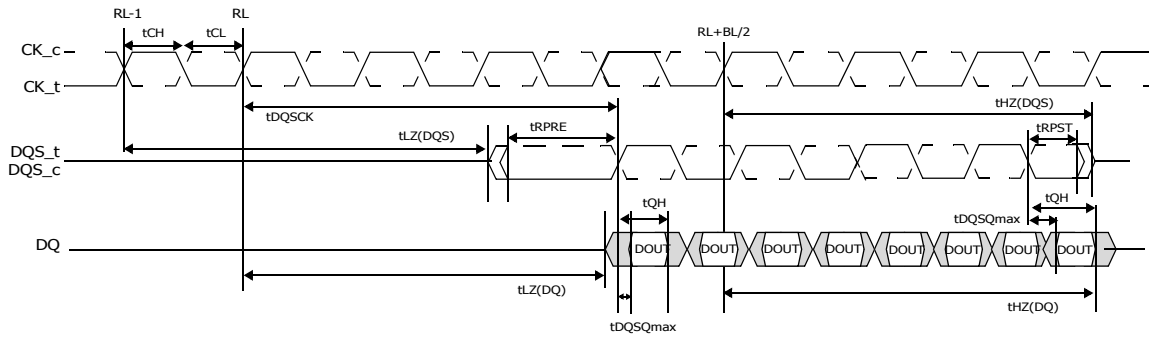 RL-1
RL
tCH
tCL
RL+BL/2
CK_c
CK_t
tDQSCK
tHZ(DQS)
tLZ(DQS)
tRPRE
tRPST
DQS_t
DQS_c
tQH
tQH
tDQSQmax
DQ
DOUT DOUT DOUT DOUT DOUT DOUT DOUT DOUT
tLZ(DQ)
tHZ(DQ)
tDQSQmax